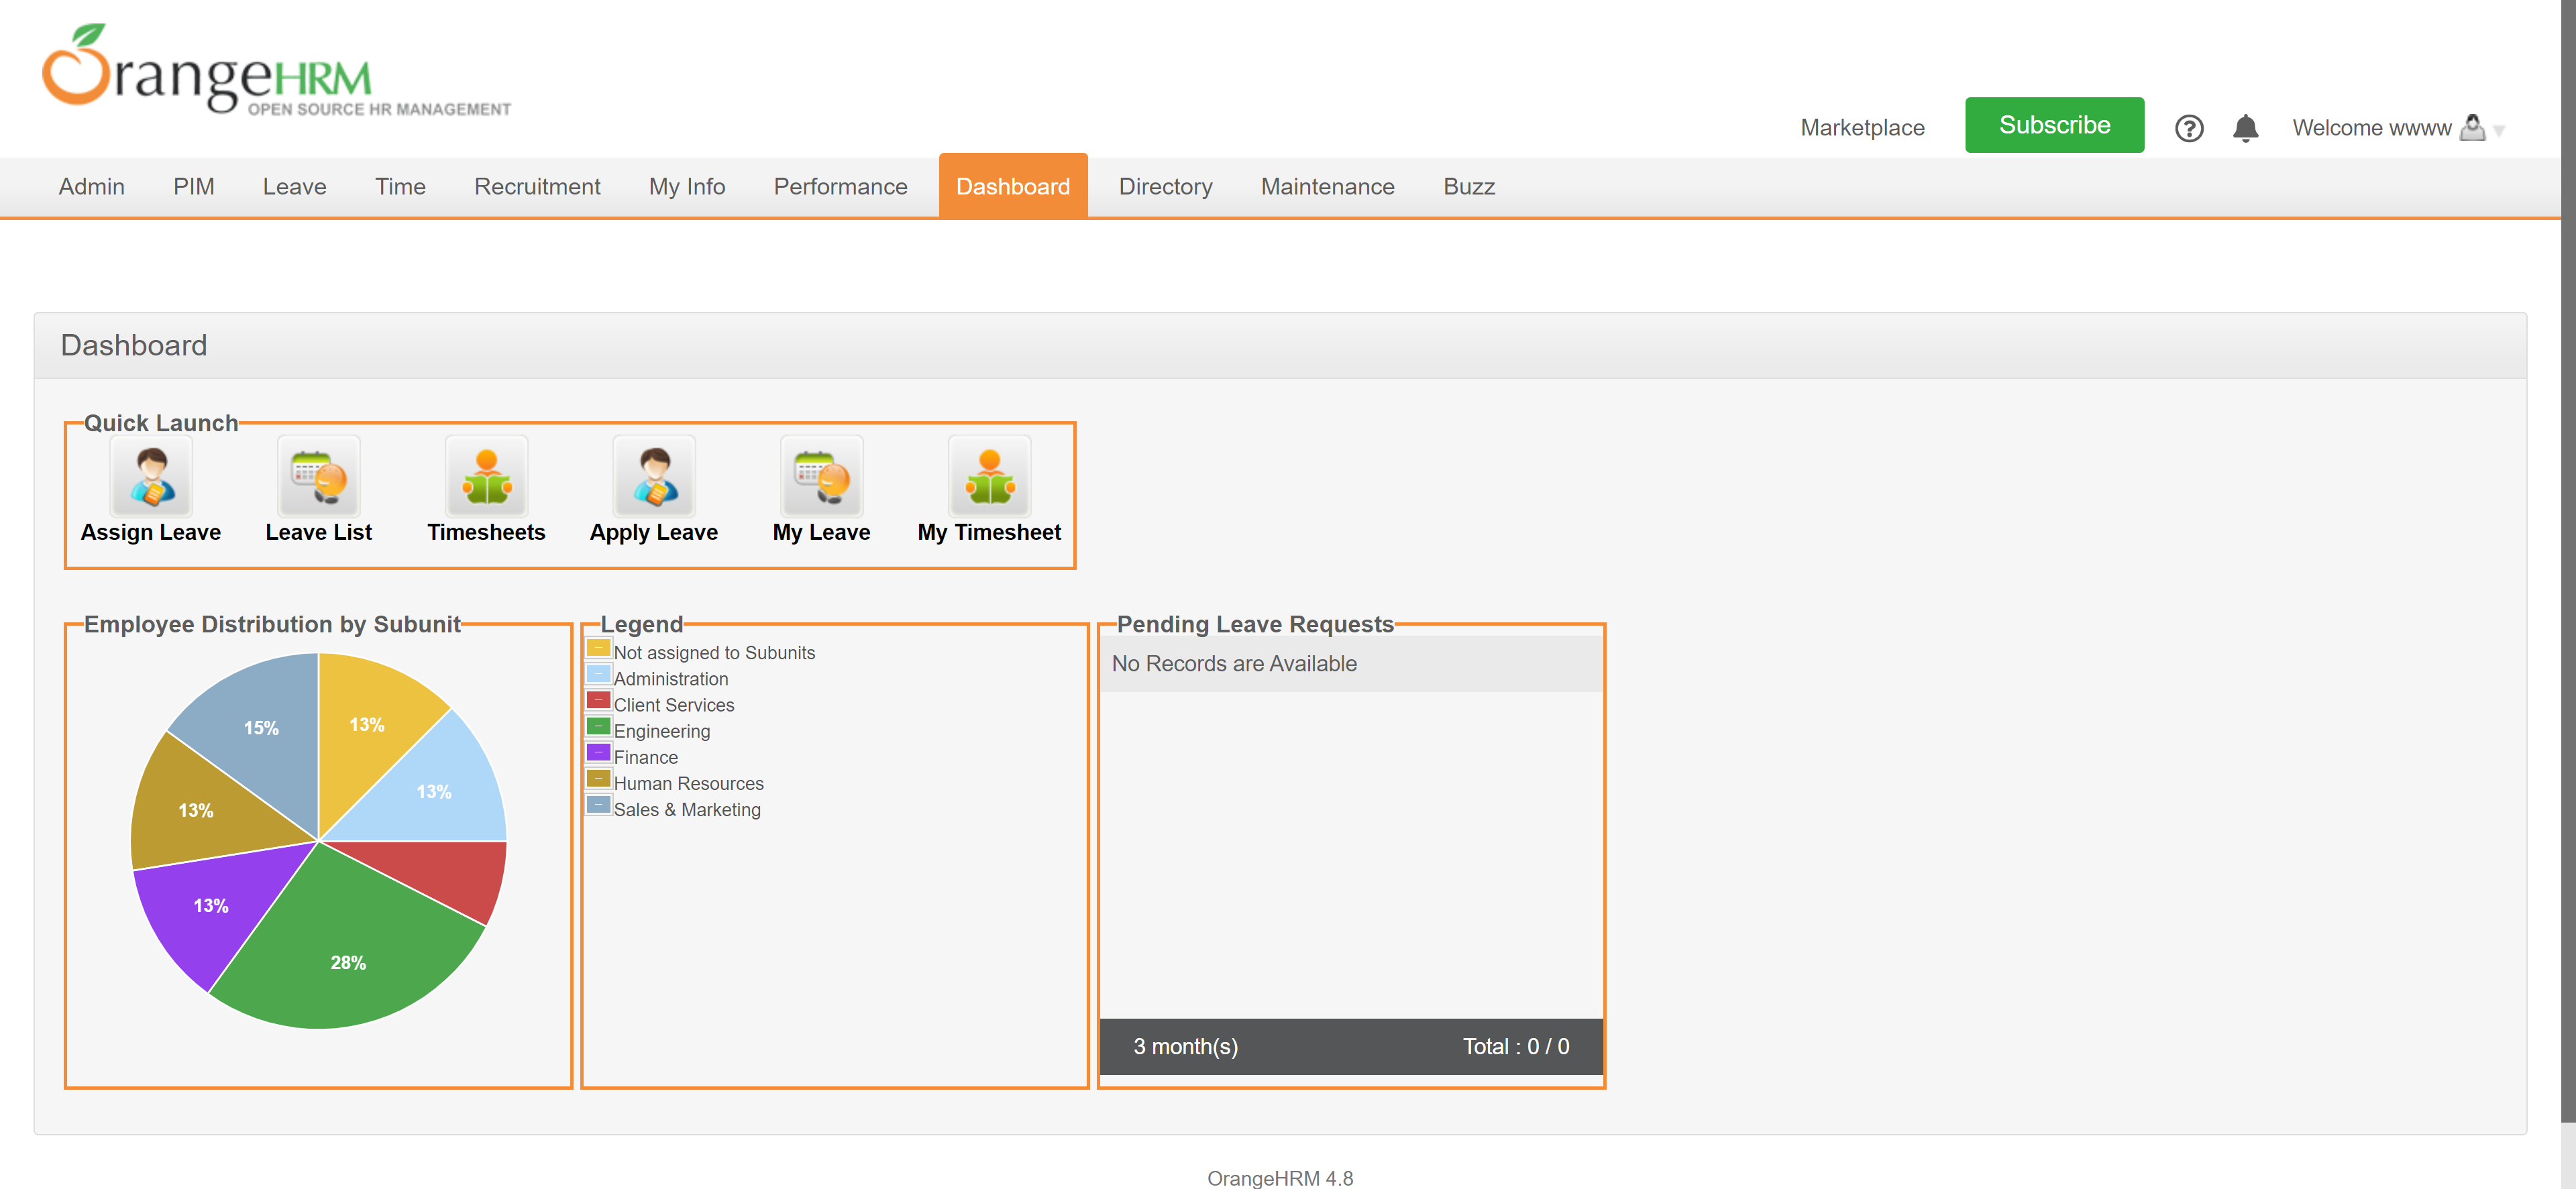 OrangeHRM
OPEN SOURCE HR MANAGEMENT
Marketplace
Subscribe
Welcome wwww
Admin PIM Leave Time Recruitment My Info Performance Dashboard Directory Maintenance Buzz
Dashboard
Quick Launch
Assign Leave Leave List Timesheets Apply Leave My Leave My Timesheet
Employee Distribution by Subunit
13%
13%
28%
13%
13%
15%
Legend
Not assigned to Subunits
Administration
Client Services
Engineering
Finance
Human Resources
Sales & Marketing
Pending Leave Requests
No Records are Available
3 month(s) Total : 0 / 0
OrangeHRM 4.8